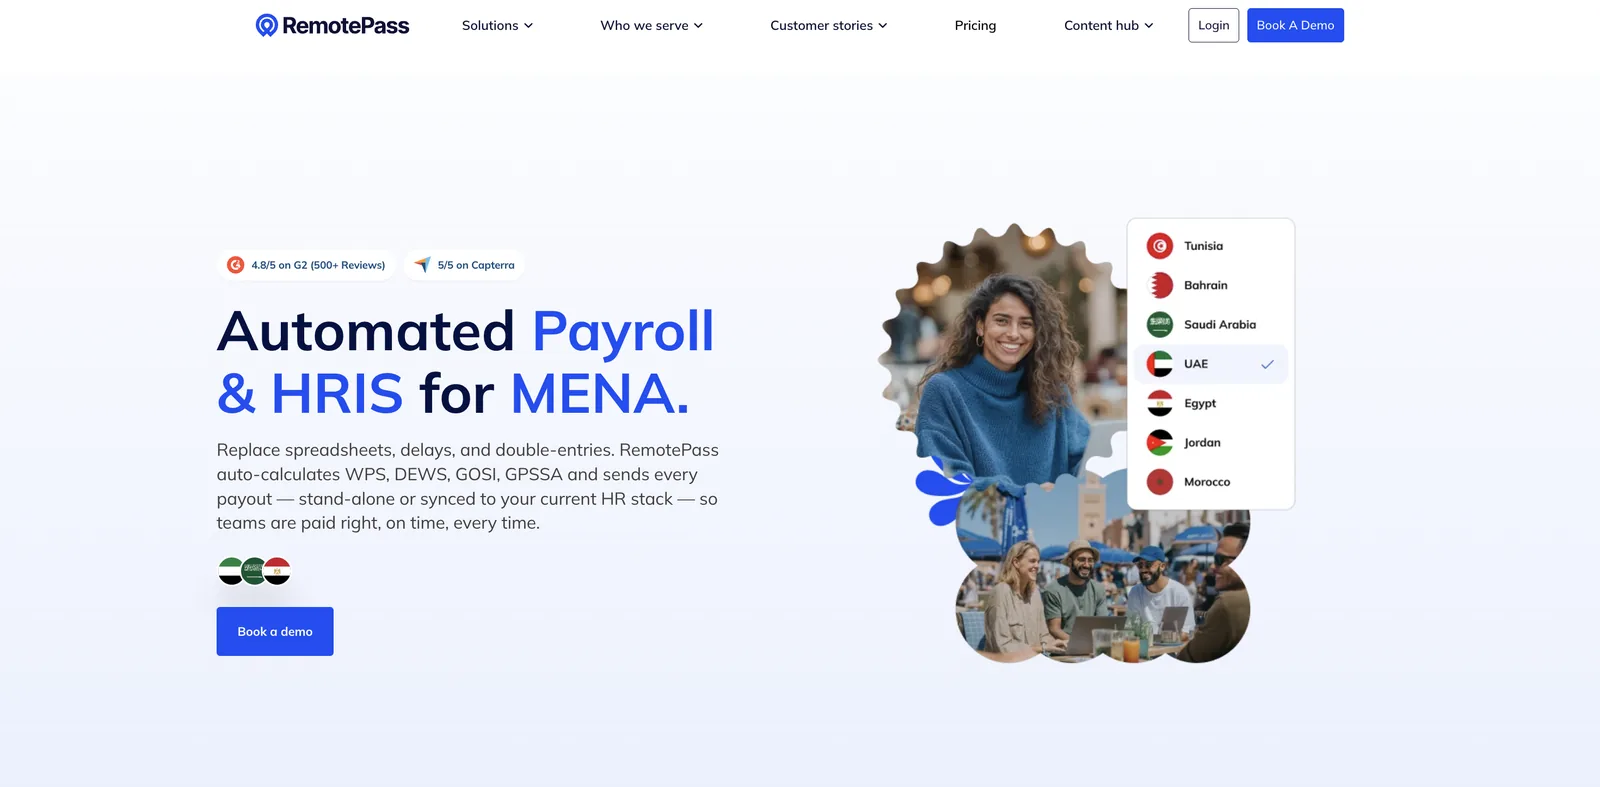 RemotePass
Solutions
Who we serve
Customer stories
Pricing
Content hub
Login
Book A Demo
4.8/5 on G2 (500+ Reviews)
5/5 on Capterra
Automated Payroll
& HRIS for MENA.
Replace spreadsheets, delays, and double-entries. RemotePass
auto-calculates WPS, DEWS, GOSI, GPSSA and sends every
payout — stand-alone or synced to your current HR stack — so
teams are paid right, on time, every time.
Book a demo
Tunisia
Bahrain
Saudi Arabia
UAE
Egypt
Jordan
Morocco